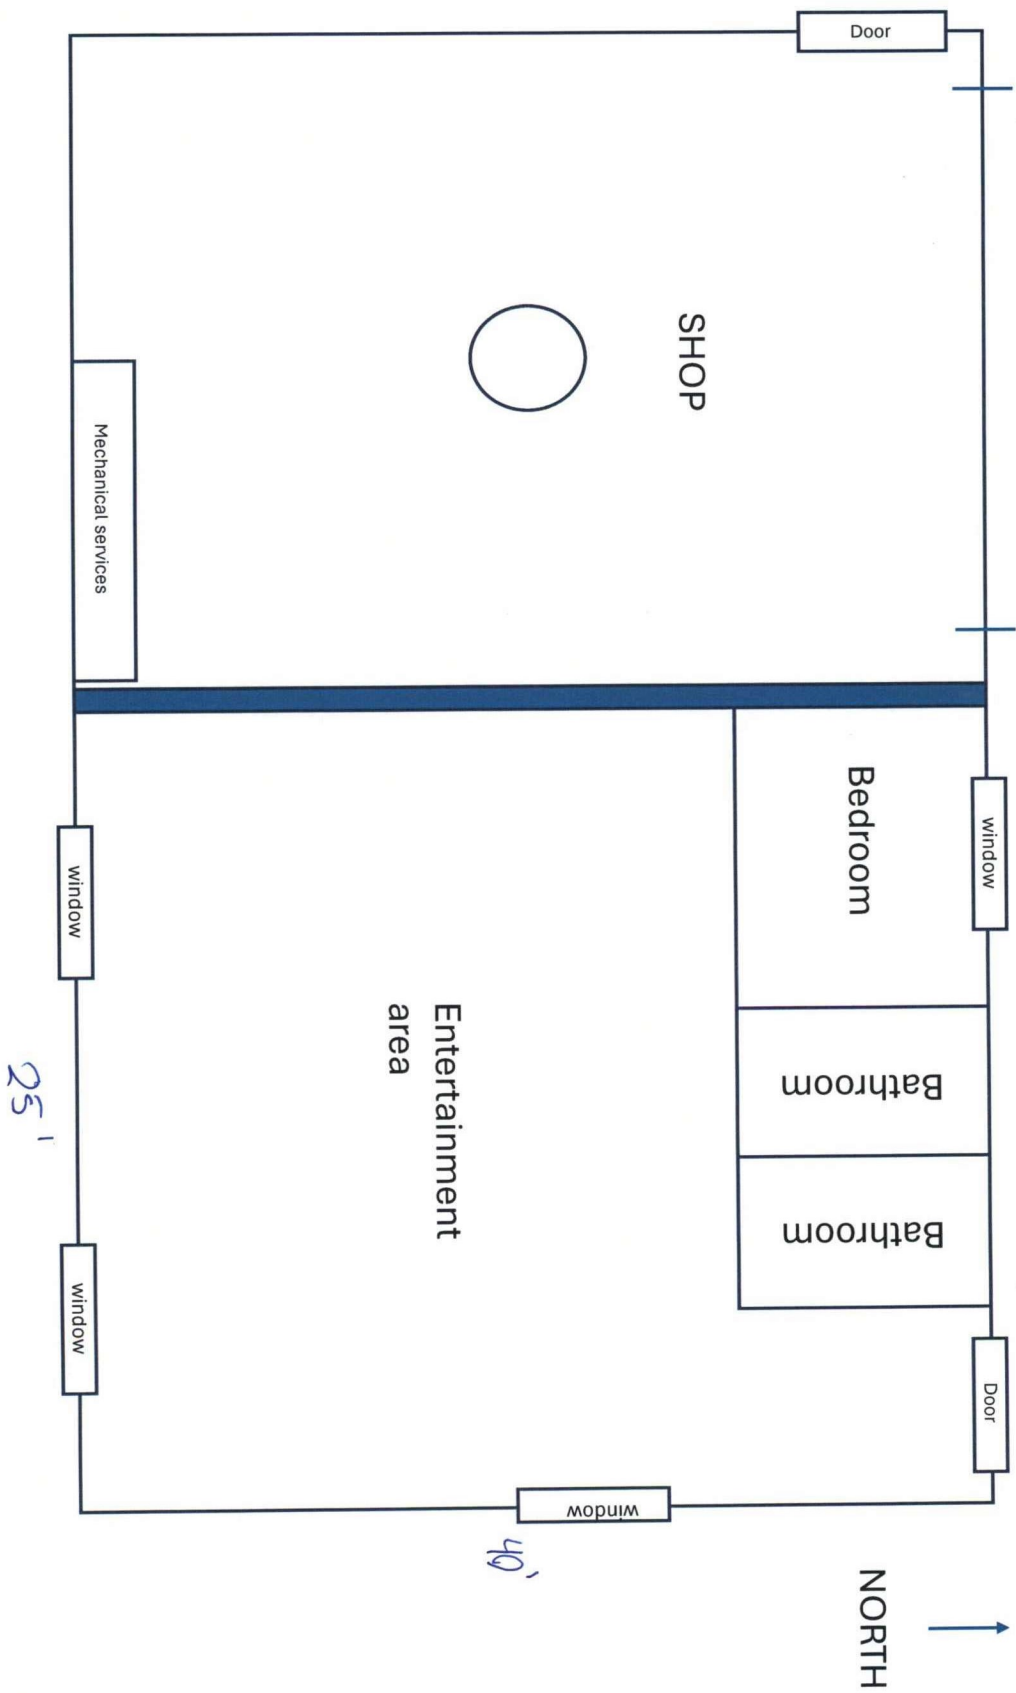 Door
SHOP
Mechanical services
Bedroom
window
window
Entertainment
area
Bathroom
Bathroom
window
Door
window
25'
40'
NORTH